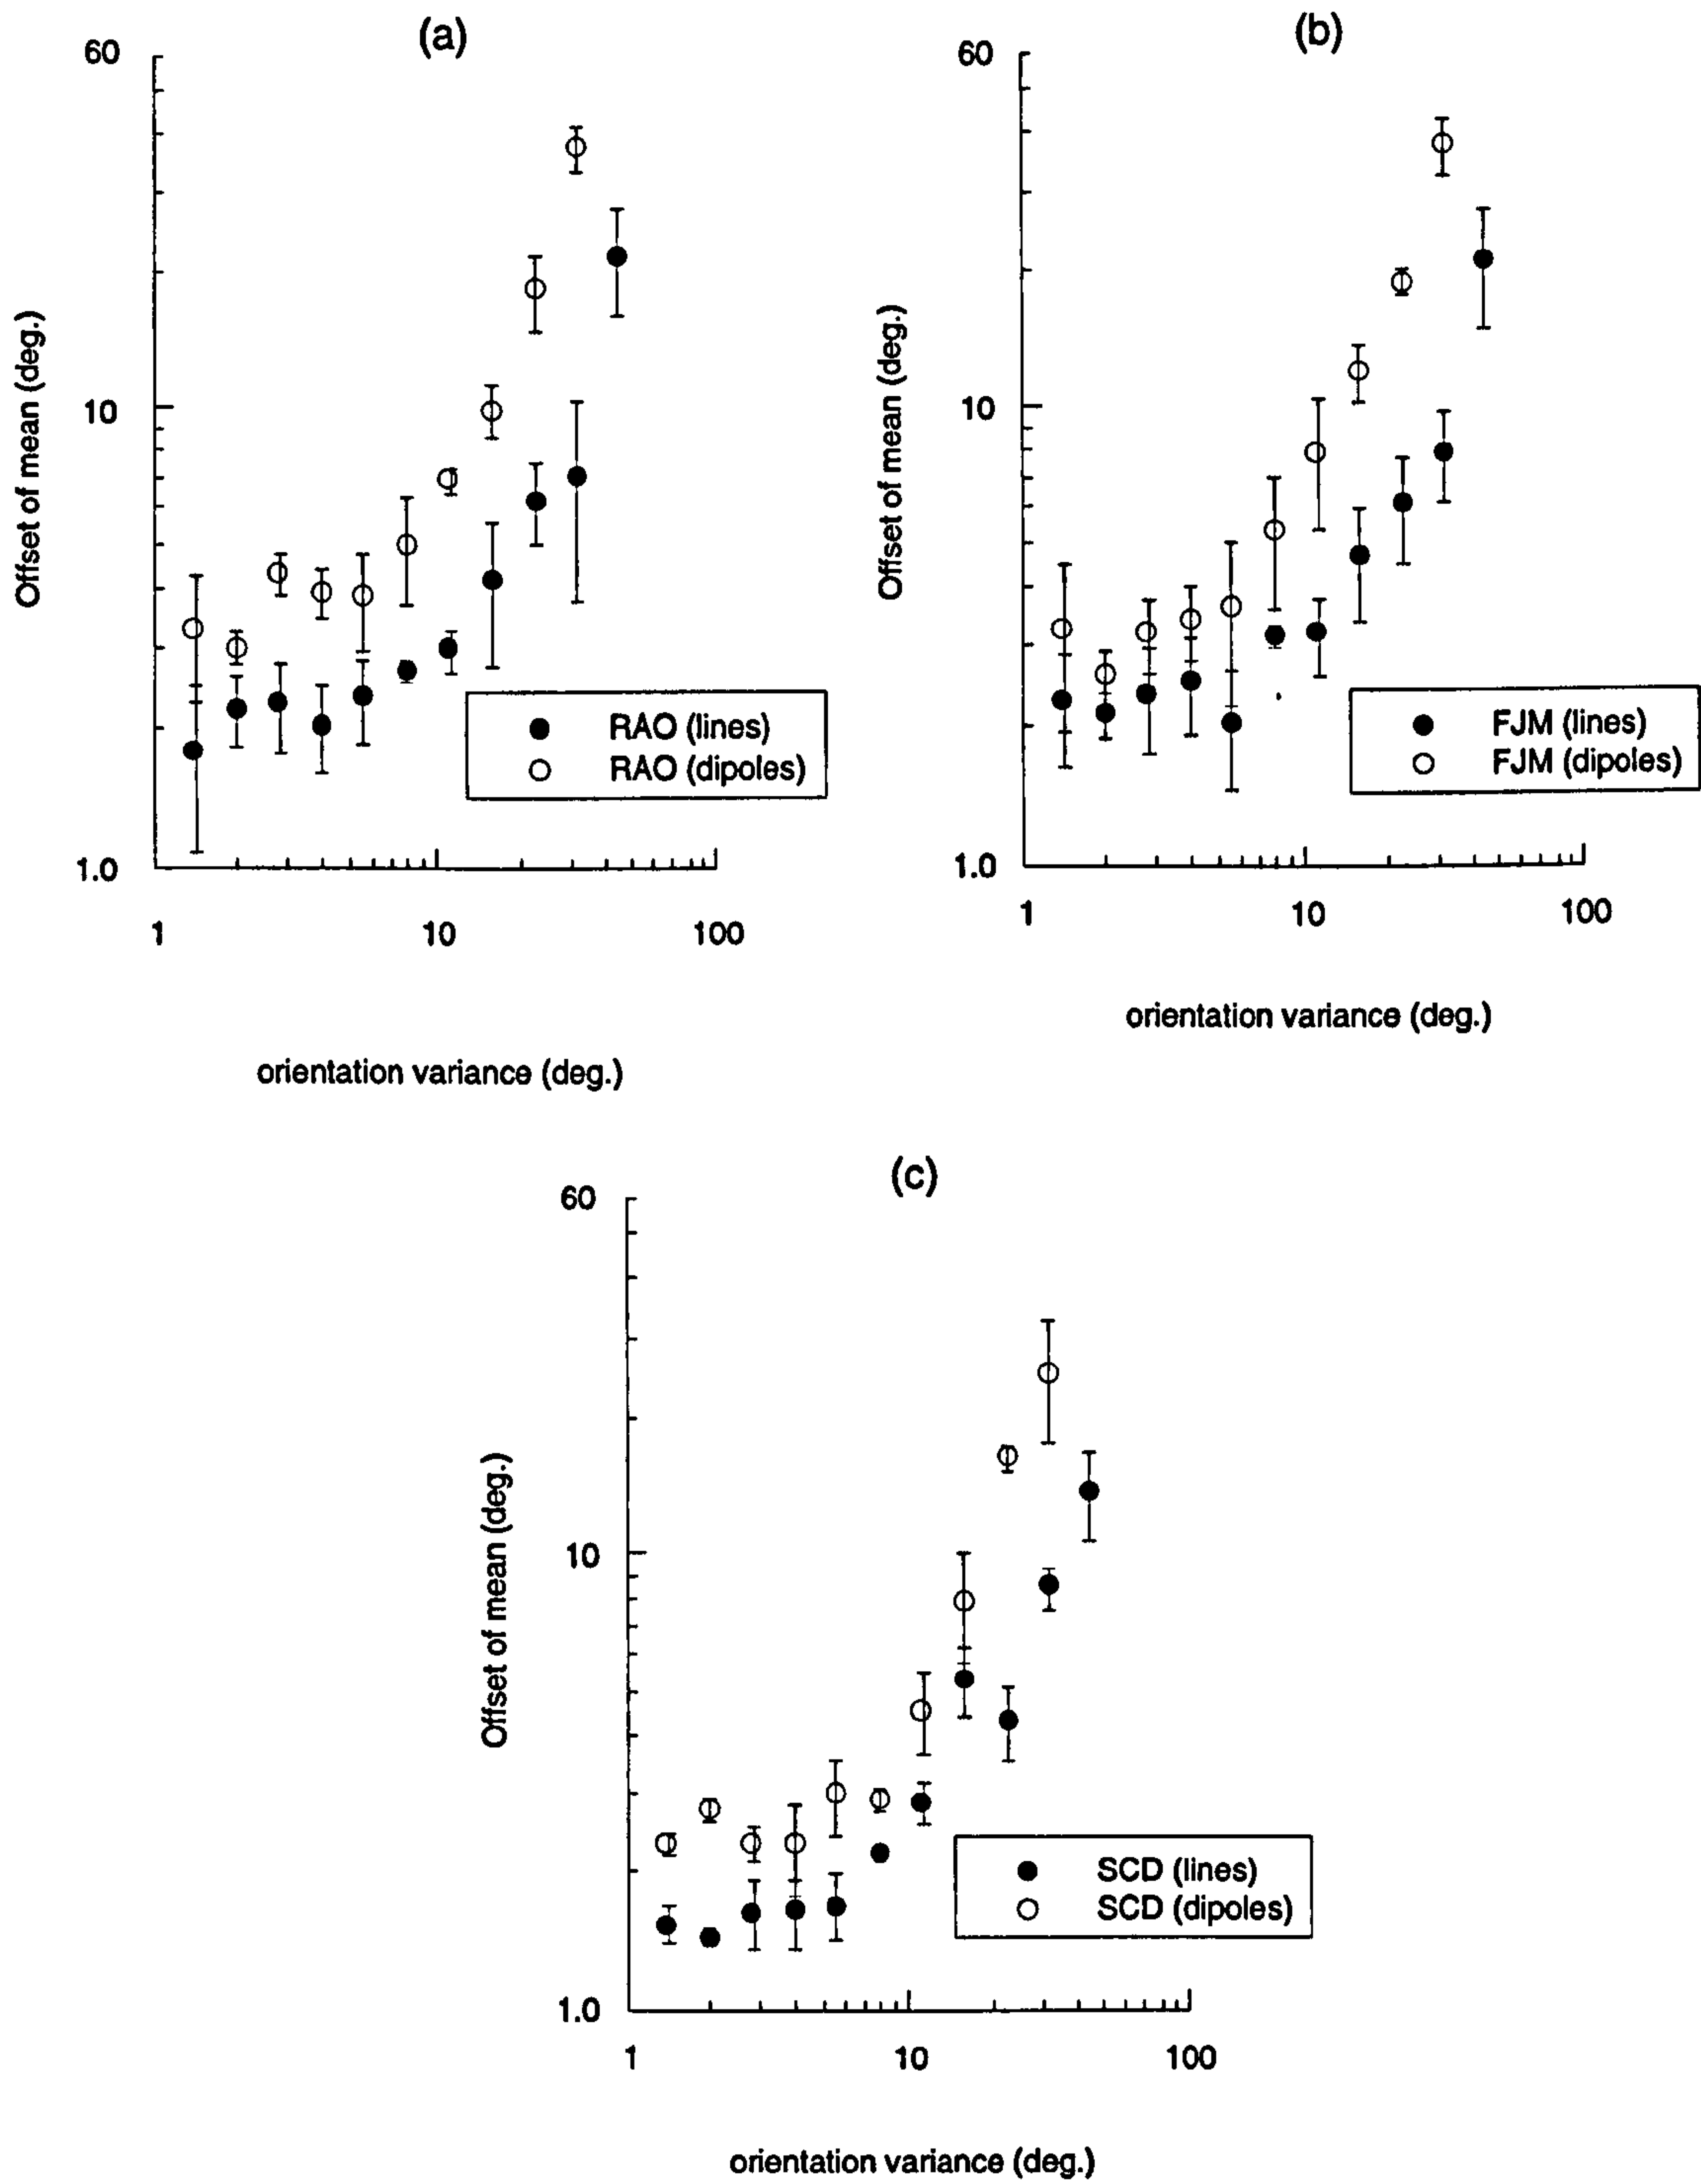 (a)
60
10
1.0
Offset of mean (deg.)
RAO (lines)
RAO (dipoles)
1 10 100
orientation variance (deg.)
(b)
60
10
1.0
Offset of mean (deg.)
FJM (lines)
FJM (dipoles)
1 10 100
orientation variance (deg.)
(c)
60
10
1.0
Offset of mean (deg.)
SCD (lines)
SCD (dipoles)
1 10 100
orientation variance (deg.)